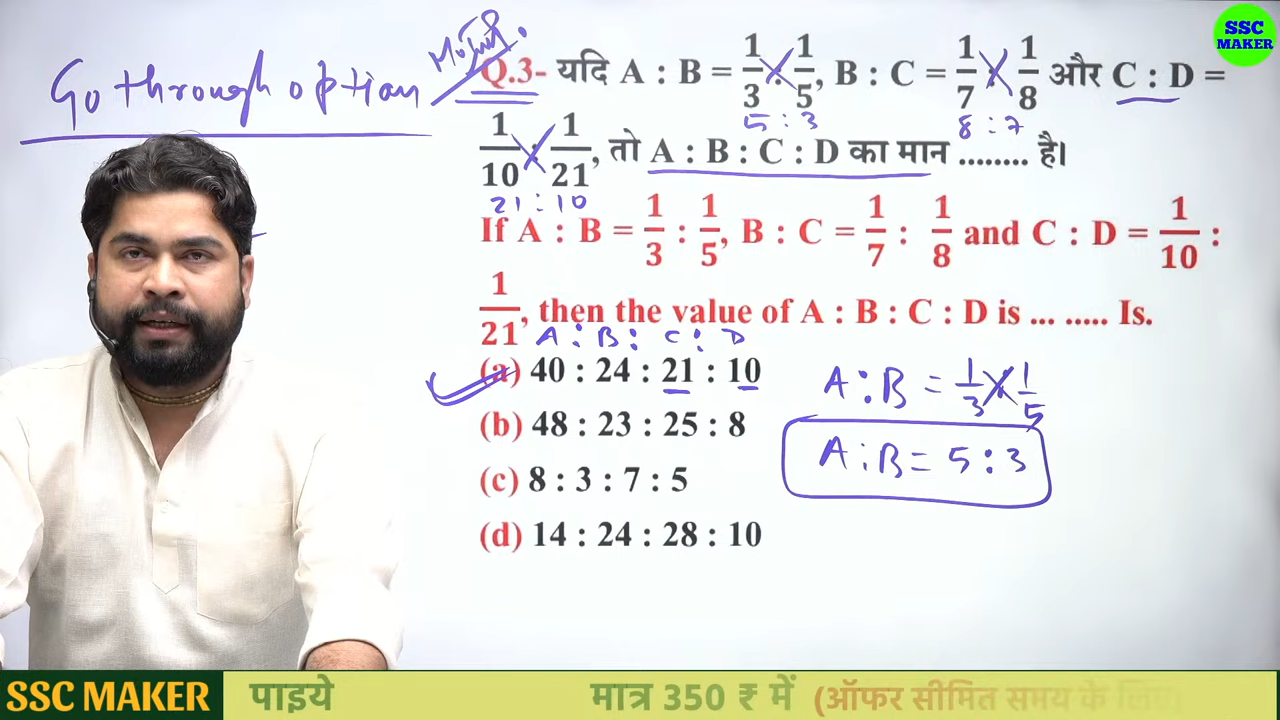 SSC
MAKER
Go through option
Q.3- यदि A : B = 1/3 : 1/5, B : C = 1/7 : 1/8 और C : D =
5 : 3
8 : 7
1/10 : 1/21, तो A : B : C : D का मान ........ है।
21 : 10
If A : B = 1/3 : 1/5, B : C = 1/7 : 1/8 and C : D = 1/10 :
1/21, then the value of A : B : C : D is ... ..... Is.
A : B : C : D
(a) 40 : 24 : 21 : 10
(b) 48 : 23 : 25 : 8
(c) 8 : 3 : 7 : 5
(d) 14 : 24 : 28 : 10
A : B = 1/3 : 1/5
A : B = 5 : 3
SSC MAKER पाइये मात्र 350 ₹ में (ऑफर सीमित समय के लिए